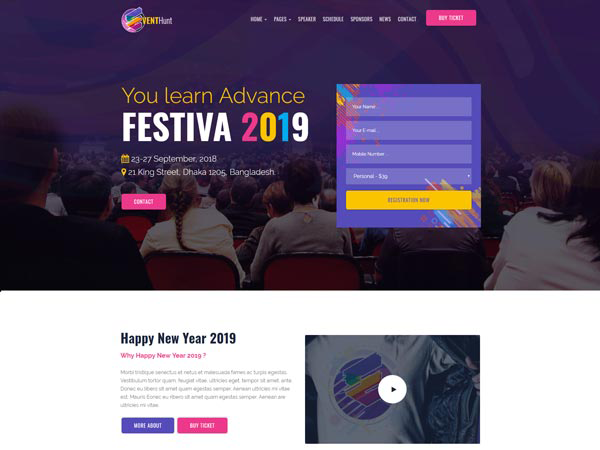 VENTHunt
HOME PAGES SPEAKER SCHEDULE SPONSORS NEWS CONTACT BUY TICKET
You learn Advance
FESTIVA 2019
23-27 September, 2018
21 King Street, Dhaka 1205, Bangladesh.
CONTACT
Your Name
Your E-mail
Mobile Number
Personal - $39
REGISTRATION NOW
Happy New Year 2019
Why Happy New Year 2019 ?
Morbi tristique senectus et netus et malesuada fames ac turpis egestas.
Vestibulum tortor quam, feugiat vitae, ultricies eget, tempor sit amet, ante.
Donec eu libero sit amet quam egestas semper. Aenean ultricies mi vitae
est. Mauro Eonec eu ribero sit amet quam egestas semper. Aenean are
ultricies mi vitae.
MORE ABOUT BUY TICKET